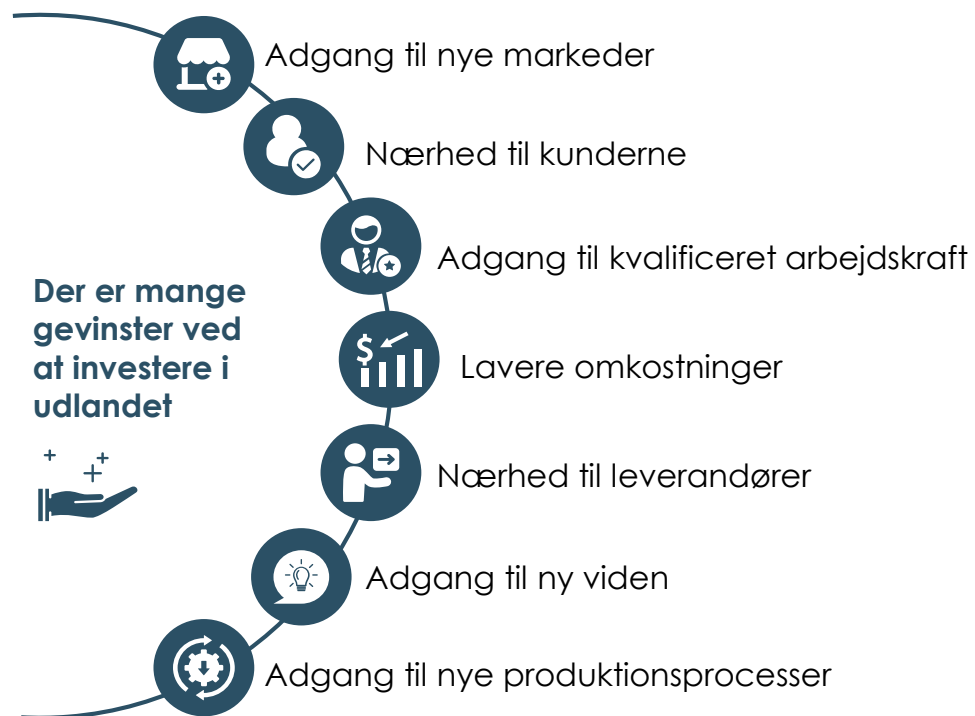 Adgang til nye markeder
Nærhed til kunderne
Adgang til kvalificeret arbejdskraft
Der er mange
gevinster ved
at investere i
udlandet
Lavere omkostninger
Nærhed til leverandører
Adgang til ny viden
Adgang til nye produktionsprocesser